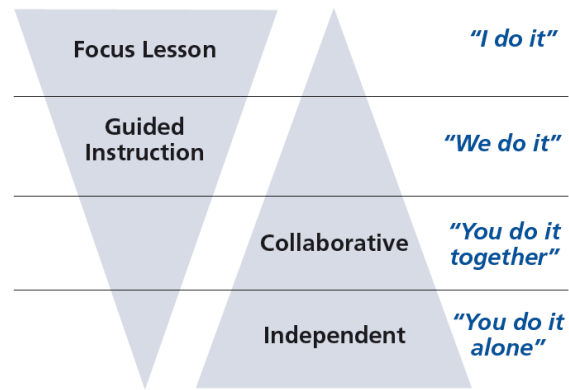 Focus Lesson
“I do it”
Guided
Instruction
“We do it”
Collaborative
“You do it
together”
Independent
“You do it
alone”